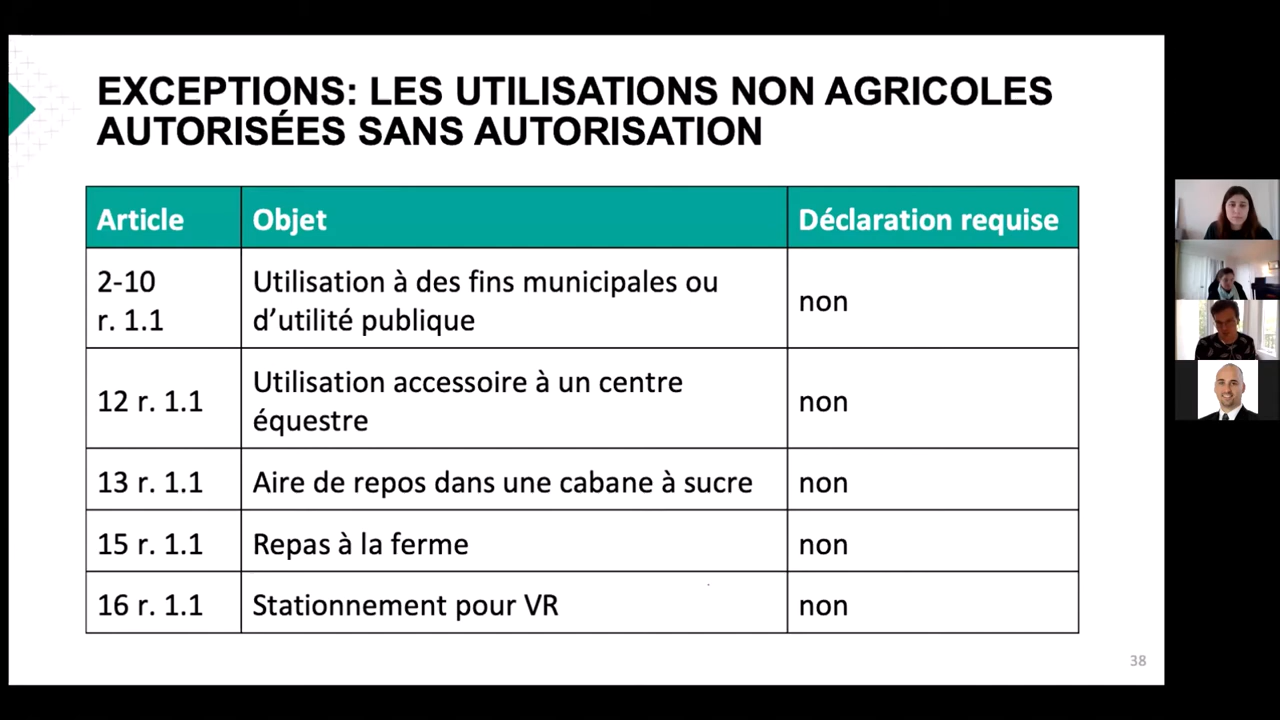 EXCEPTIONS: LES UTILISATIONS NON AGRICOLES
AUTORISÉES SANS AUTORISATION
Article Objet Déclaration requise
2-10
r. 1.1
Utilisation à des fins municipales ou
d’utilité publique
non
12 r. 1.1
Utilisation accessoire à un centre
équestre
non
13 r. 1.1 Aire de repos dans une cabane à sucre non
15 r. 1.1 Repas à la ferme non
16 r. 1.1 Stationnement pour VR non
38